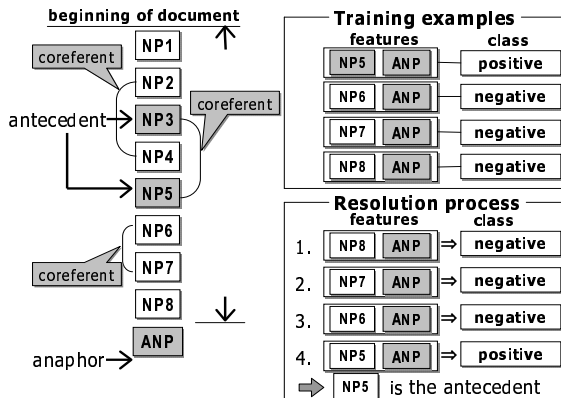 beginning of document
NP1
coreferent
NP2
coreferent
antecedent
NP3
NP4
NP5
NP6
coreferent
NP7
NP8
ANP
anaphor
Training examples
features class
NP5 ANP positive
NP6 ANP negative
NP7 ANP negative
NP8 ANP negative
Resolution process
features class
1. NP8 ANP ⇒ negative
2. NP7 ANP ⇒ negative
3. NP6 ANP ⇒ negative
4. NP5 ANP ⇒ positive
NP5 is the antecedent